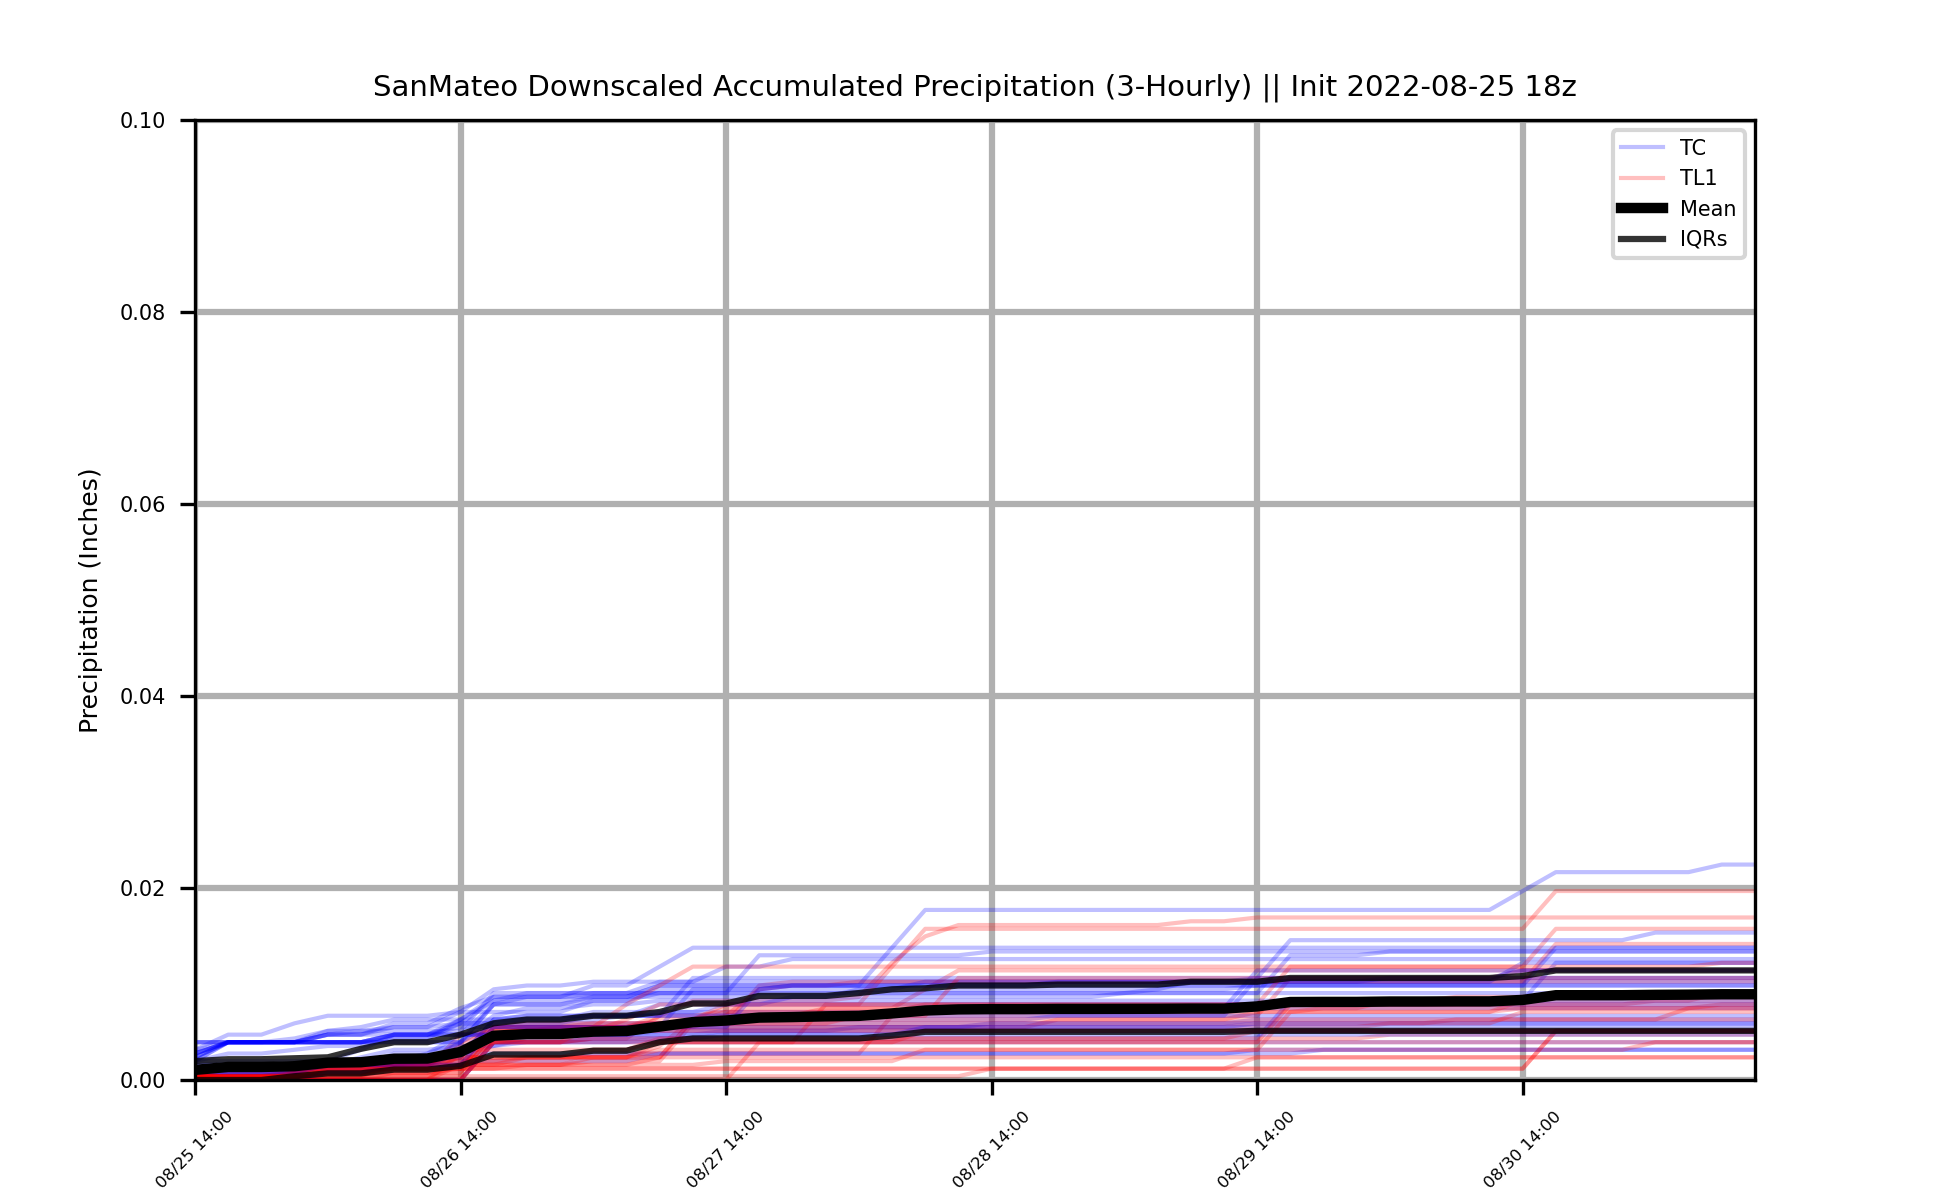 SanMateo Downscaled Accumulated Precipitation (3-Hourly) || Init 2022-08-25 18z
0.10
0.08
0.06
0.04
0.02
0.00
Precipitation (Inches)
TC
TL1
Mean
IQRs
08/25 14:00
08/26 14:00
08/27 14:00
08/28 14:00
08/29 14:00
08/30 14:00